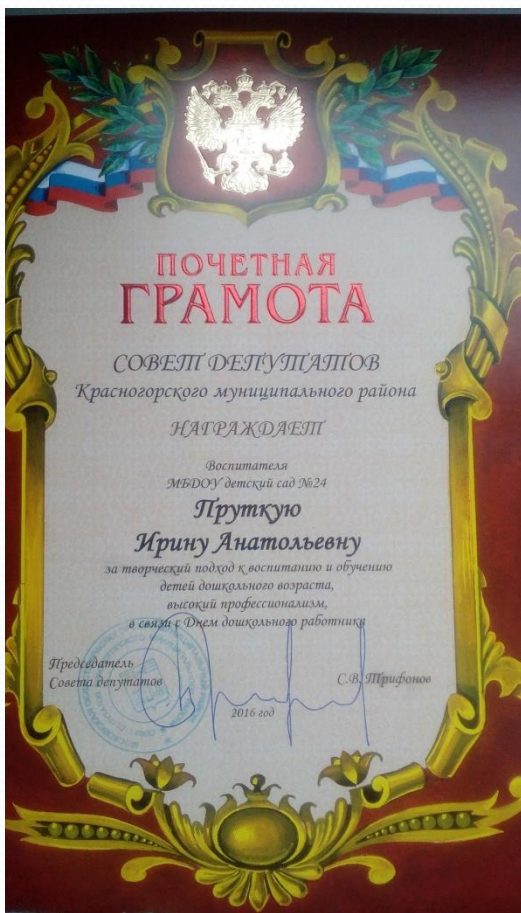 ПОЧЕТНАЯ
ГРАМОТА
СОВЕТ ДЕПУТАТОВ
Красногорского муниципального района
НАГРАЖДАЕТ
Воспитателя
МБДОУ детский сад №24
Пруткую
Ирину Анатольевну
за творческий подход к воспитанию и обучению
детей дошкольного возраста,
высокий профессионализм,
в связи с Днем дошкольного работника
Председатель
Совета депутатов
С.В. Трифонов
2016 год